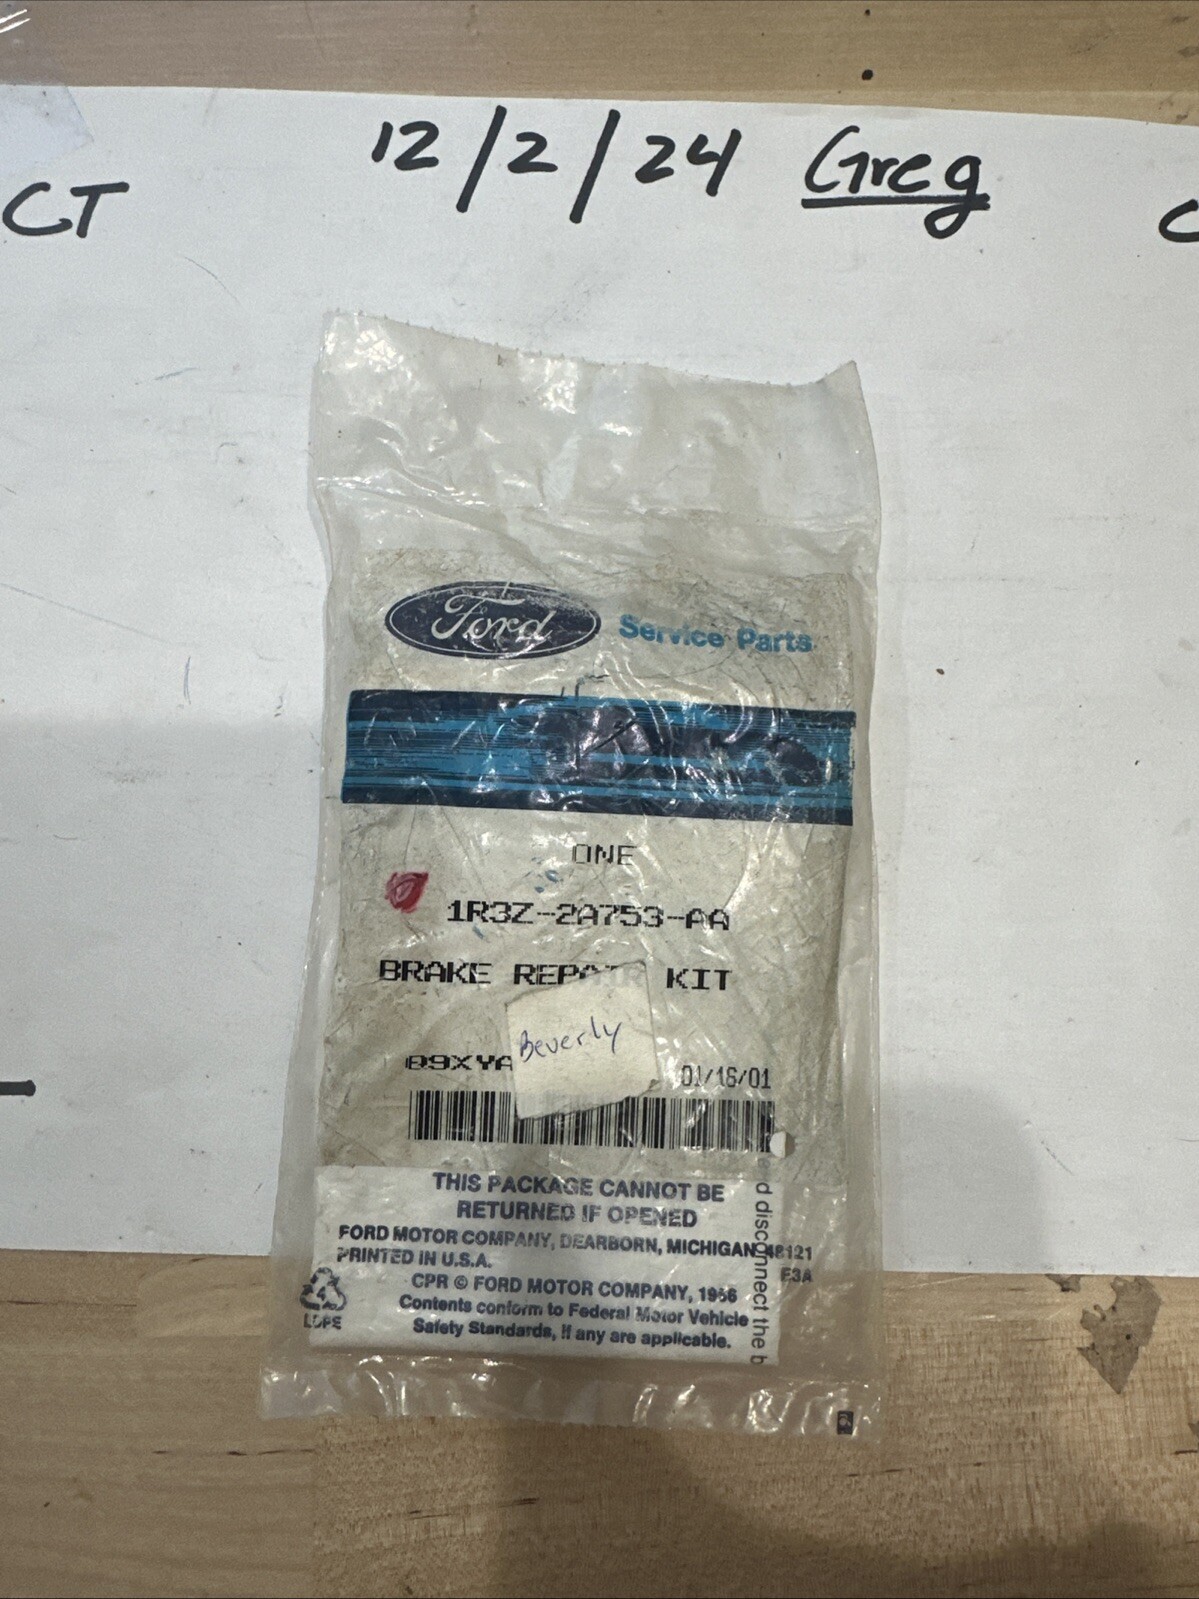 12/2/24 Greg
CT
Ford Service Parts
ONE
1R3Z-2A753-AA
BRAKE REPAIR KIT
Beverly
01/16/01
THIS PACKAGE CANNOT BE
RETURNED IF OPENED
FORD MOTOR COMPANY, DEARBORN, MICHIGAN 48121
PRINTED IN U.S.A.
E3A
CPR © FORD MOTOR COMPANY, 1986
Contents conform to Federal Motor Vehicle
Safety Standards, if any are applicable.
4
LDPE
d disconnect the b